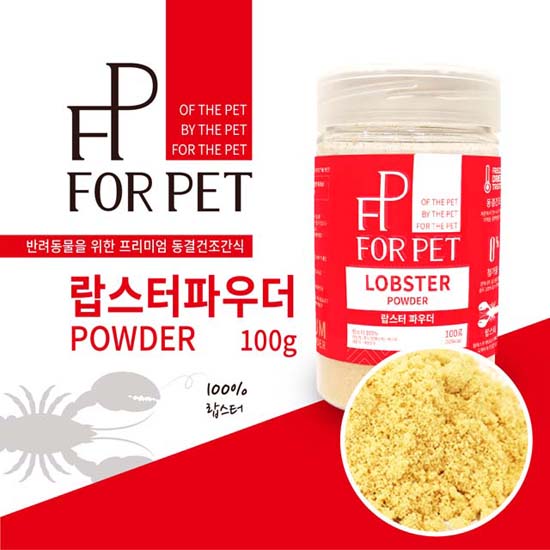 FP
OF THE PET
BY THE PET
FOR THE PET
FOR PET
반려동물을 위한 프리미엄 동결건조간식
랍스터파우더
POWDER 100g
100%
랍스터
FP
OF THE PET
BY THE PET
FOR THE PET
FOR PET
LOBSTER
POWDER
랍스터 파우더
100g
0%